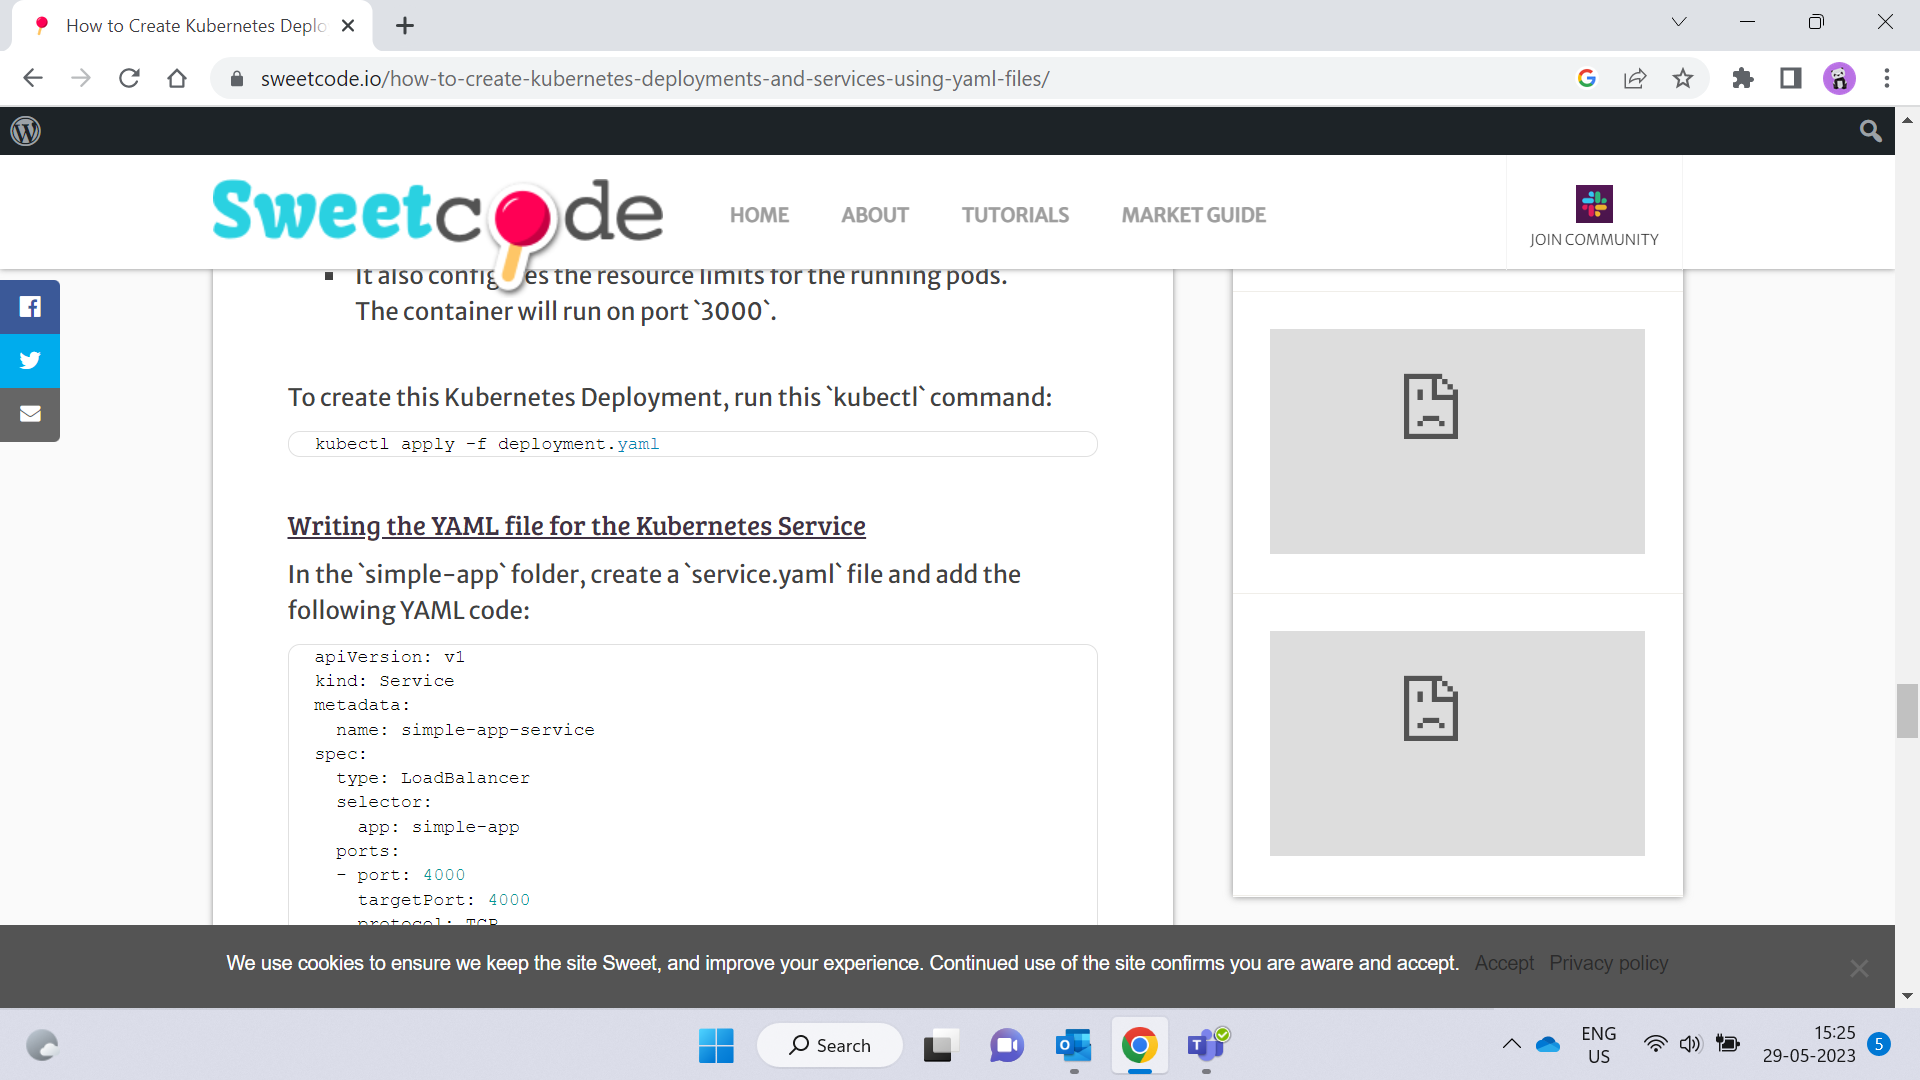 How to Create Kubernetes Deplo
sweetcode.io/how-to-create-kubernetes-deployments-and-services-using-yaml-files/
Sweetcode
HOME
ABOUT
TUTORIALS
MARKET GUIDE
JOIN COMMUNITY
It also configures the resource limits for the running pods.
The container will run on port `3000`.
To create this Kubernetes Deployment, run this `kubectl` command:
kubectl apply -f deployment.yaml
Writing the YAML file for the Kubernetes Service
In the `simple-app` folder, create a `service.yaml` file and add the
following YAML code:
apiVersion: v1
kind: Service
metadata:
  name: simple-app-service
spec:
  type: LoadBalancer
  selector:
    app: simple-app
  ports:
  - port: 4000
    targetPort: 4000
    protocol: TCP
We use cookies to ensure we keep the site Sweet, and improve your experience. Continued use of the site confirms you are aware and accept. Accept Privacy policy
Search
ENG
US
15:25
29-05-2023
5